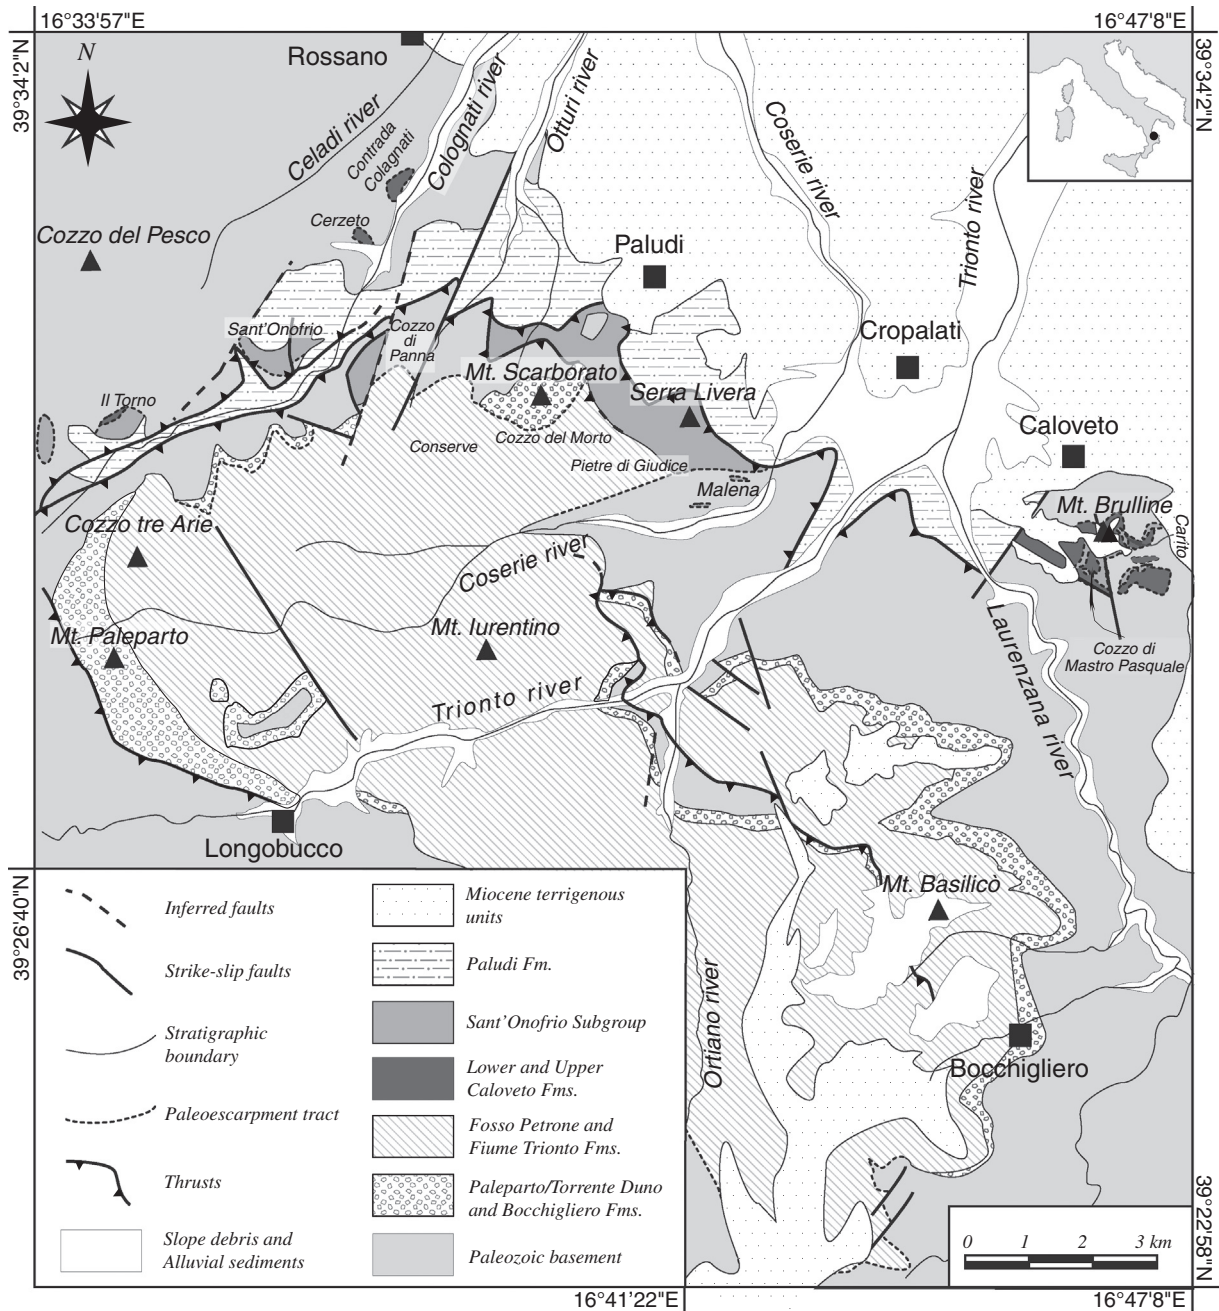 16°33'57"E
16°47'8"E
39°34'2"N
39°34'2"N
N
Rossano
Celadi river
Contrada
Colagnati
Colognati river
Otturi river
Coserie river
Trionto river
Cerzeto
Cozzo del Pesco
Paludi
Cropalati
Sant'Onofrio
Cozzo
di
Panna
Mt. Scarborato
Serra Livera
Il Torno
Conserve
Cozzo del Morto
Pietre di Giudice
Malena
Caloveto
Mt. Brulline
Carito
Cozzo tre Arie
Coserie river
Mt. Paleparto
Mt. Iurentino
Cozzo di
Mastro Pasquale
Laurenzana river
Trionto river
Longobucco
Mt. Basilicò
Ortiano river
Bocchigliero
39°26'40"N
Inferred faults
Strike-slip faults
Stratigraphic
boundary
Paleoescarpment tract
Thrusts
Slope debris and
Alluvial sediments
Miocene terrigenous
units
Paludi Fm.
Sant'Onofrio Subgroup
Lower and Upper
Caloveto Fms.
Fosso Petrone and
Fiume Trionto Fms.
Paleparto/Torrente Duno
and Bocchigliero Fms.
Paleozoic basement
0 1 2 3 km
39°22'58"N
16°41'22"E
16°47'8"E